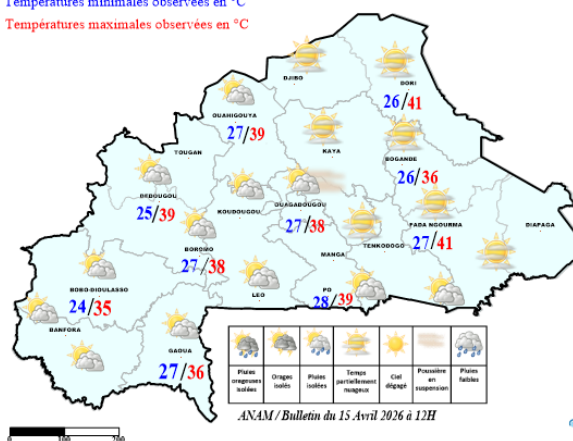 Températures minimales observées en °C
Températures maximales observées en °C
DJIBO
DORI
26/41
OUAHIGOUYA
27/39
TOUGAN
KAYA
BOGANDE
26/36
DEDOUGOU
25/39
KOUDOUGOU
OUAGADOUGOU
27/38
FADA NGOURMA
27/41
DIAPAGA
BOROMO
27/38
MANGA
TENKODOGO
BOBO-DIOULASSO
24/35
LEO
PO
28/39
BANFORA
GAOUA
27/36
Pluies orageuses isolées
Orages isolés
Pluies isolées
Temps partiellement nuageux
Ciel dégagé
Poussière en suspension
Pluies faibles
ANAM / Bulletin du 15 Avril 2026 à 12H
0 100 200